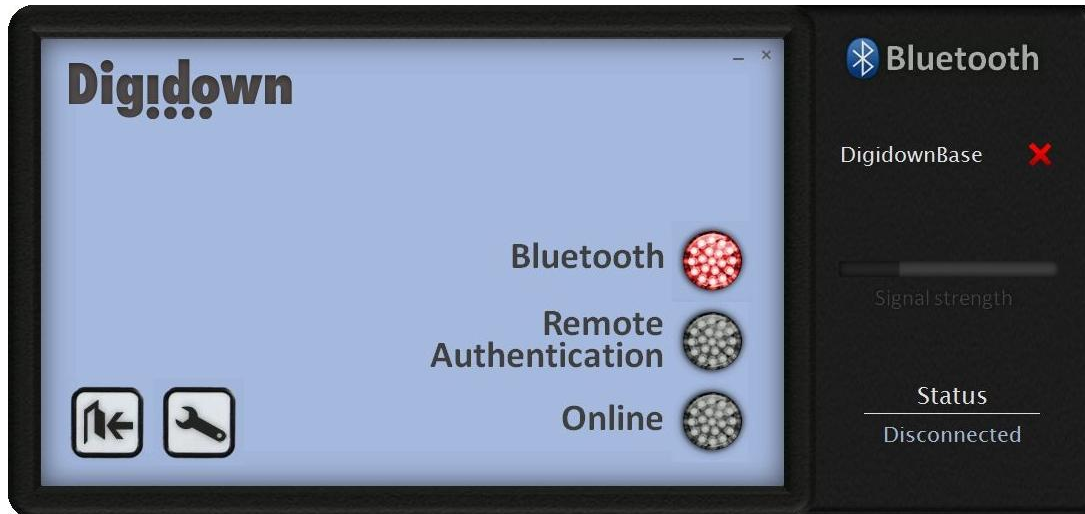 Digidown
Bluetooth
DigidownBase
Bluetooth
Signal strength
Remote
Authentication
Online
Status
Disconnected